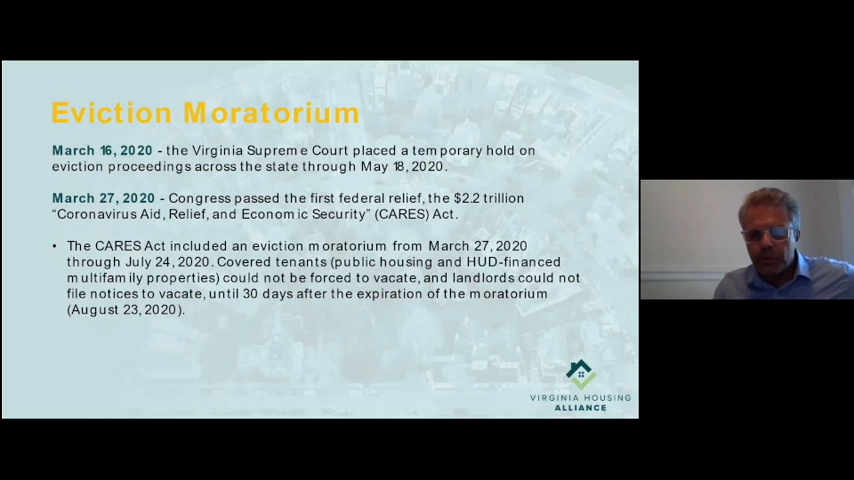 Eviction Moratorium
March 16, 2020 - the Virginia Supreme Court placed a temporary hold on
eviction proceedings across the state through May 18, 2020.
March 27, 2020 - Congress passed the first federal relief, the $2.2 trillion
“Coronavirus Aid, Relief, and Economic Security” (CARES) Act.
• The CARES Act included an eviction moratorium from March 27, 2020
through July 24, 2020. Covered tenants (public housing and HUD-financed
multifamily properties) could not be forced to vacate, and landlords could not
file notices to vacate, until 30 days after the expiration of the moratorium
(August 23, 2020).
VIRGINIA HOUSING
ALLIANCE